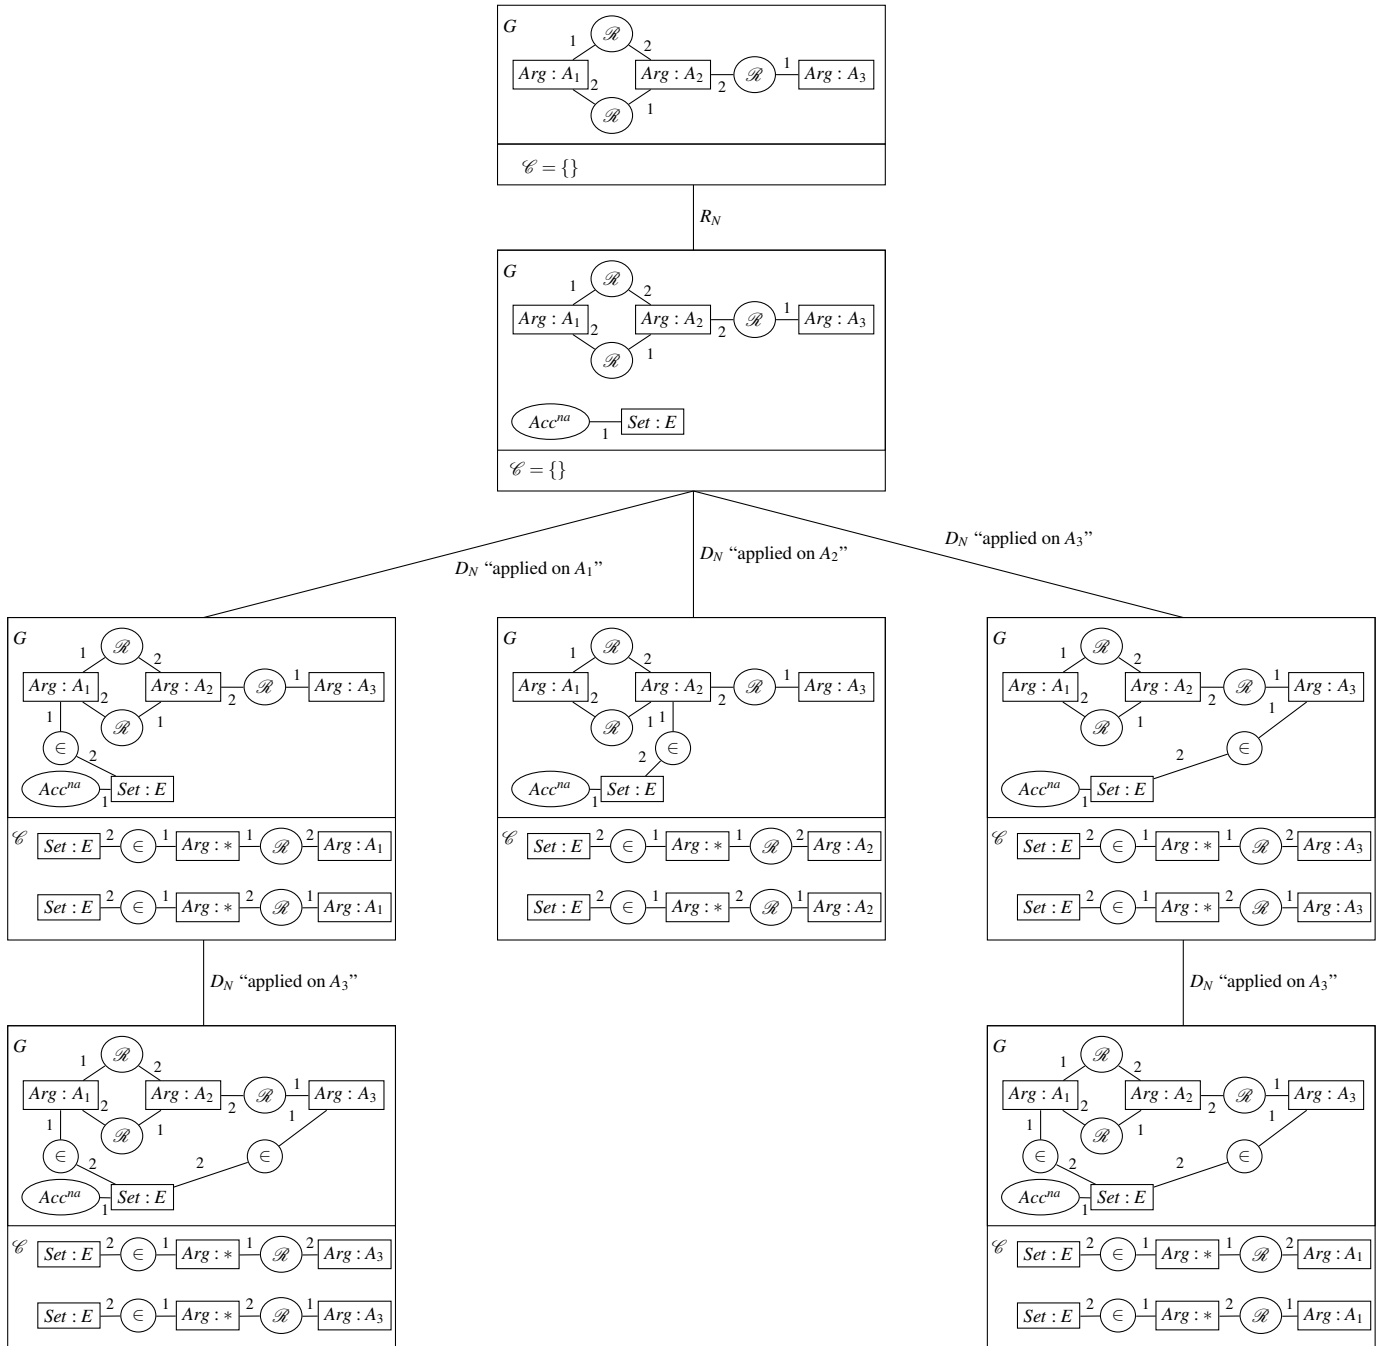 G
1 ℛ 2
Arg : A₁ 2 Arg : A₂ 2 ℛ 1 Arg : A₃
ℛ 1
𝒞 = {}
R_N
G
1 ℛ 2
Arg : A₁ 2 Arg : A₂ 2 ℛ 1 Arg : A₃
ℛ 1
Acc^na 1 Set : E
𝒞 = {}
D_N “applied on A₁”
D_N “applied on A₂”
D_N “applied on A₃”
G
1 ℛ 2
Arg : A₁ 2 Arg : A₂ 2 ℛ 1 Arg : A₃
1 ℛ 1
∈ 2
Acc^na 1 Set : E
𝒞 Set : E 2 ∈ 1 Arg : ∗ 1 ℛ 2 Arg : A₁
Set : E 2 ∈ 1 Arg : ∗ 2 ℛ 1 Arg : A₁
G
1 ℛ 2
Arg : A₁ 2 Arg : A₂ 2 ℛ 1 Arg : A₃
ℛ 1 1
2 ∈
Acc^na 1 Set : E
𝒞 Set : E 2 ∈ 1 Arg : ∗ 1 ℛ 2 Arg : A₂
Set : E 2 ∈ 1 Arg : ∗ 2 ℛ 1 Arg : A₂
G
1 ℛ 2
Arg : A₁ 2 Arg : A₂ 2 ℛ 1 Arg : A₃
ℛ 1 1
2 ∈
Acc^na 1 Set : E
𝒞 Set : E 2 ∈ 1 Arg : ∗ 1 ℛ 2 Arg : A₃
Set : E 2 ∈ 1 Arg : ∗ 2 ℛ 1 Arg : A₃
D_N “applied on A₃”
D_N “applied on A₃”
G
1 ℛ 2
Arg : A₁ 2 Arg : A₂ 2 ℛ 1 Arg : A₃
1 ℛ 1 1
∈ 2 2 ∈
Acc^na 1 Set : E
𝒞 Set : E 2 ∈ 1 Arg : ∗ 1 ℛ 2 Arg : A₃
Set : E 2 ∈ 1 Arg : ∗ 2 ℛ 1 Arg : A₃
G
1 ℛ 2
Arg : A₁ 2 Arg : A₂ 2 ℛ 1 Arg : A₃
1 ℛ 1 1
∈ 2 2 ∈
Acc^na 1 Set : E
𝒞 Set : E 2 ∈ 1 Arg : ∗ 1 ℛ 2 Arg : A₁
Set : E 2 ∈ 1 Arg : ∗ 2 ℛ 1 Arg : A₁